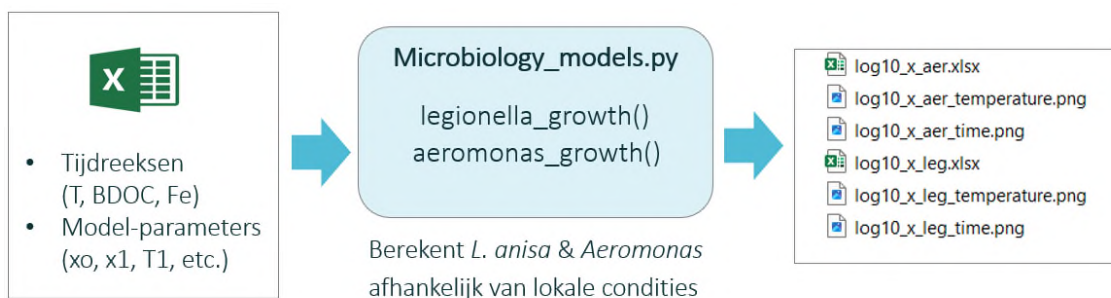 X
• Tijdreeksen
(T, BDOC, Fe)
• Model-parameters
(xo, x1, T1, etc.)
Microbiology_models.py
legionella_growth()
aeromonas_growth()
Berekent L. anisa & Aeromonas
afhankelijk van lokale condities
log10_x_aer.xlsx
log10_x_aer_temperature.png
log10_x_aer_time.png
log10_x_leg.xlsx
log10_x_leg_temperature.png
log10_x_leg_time.png